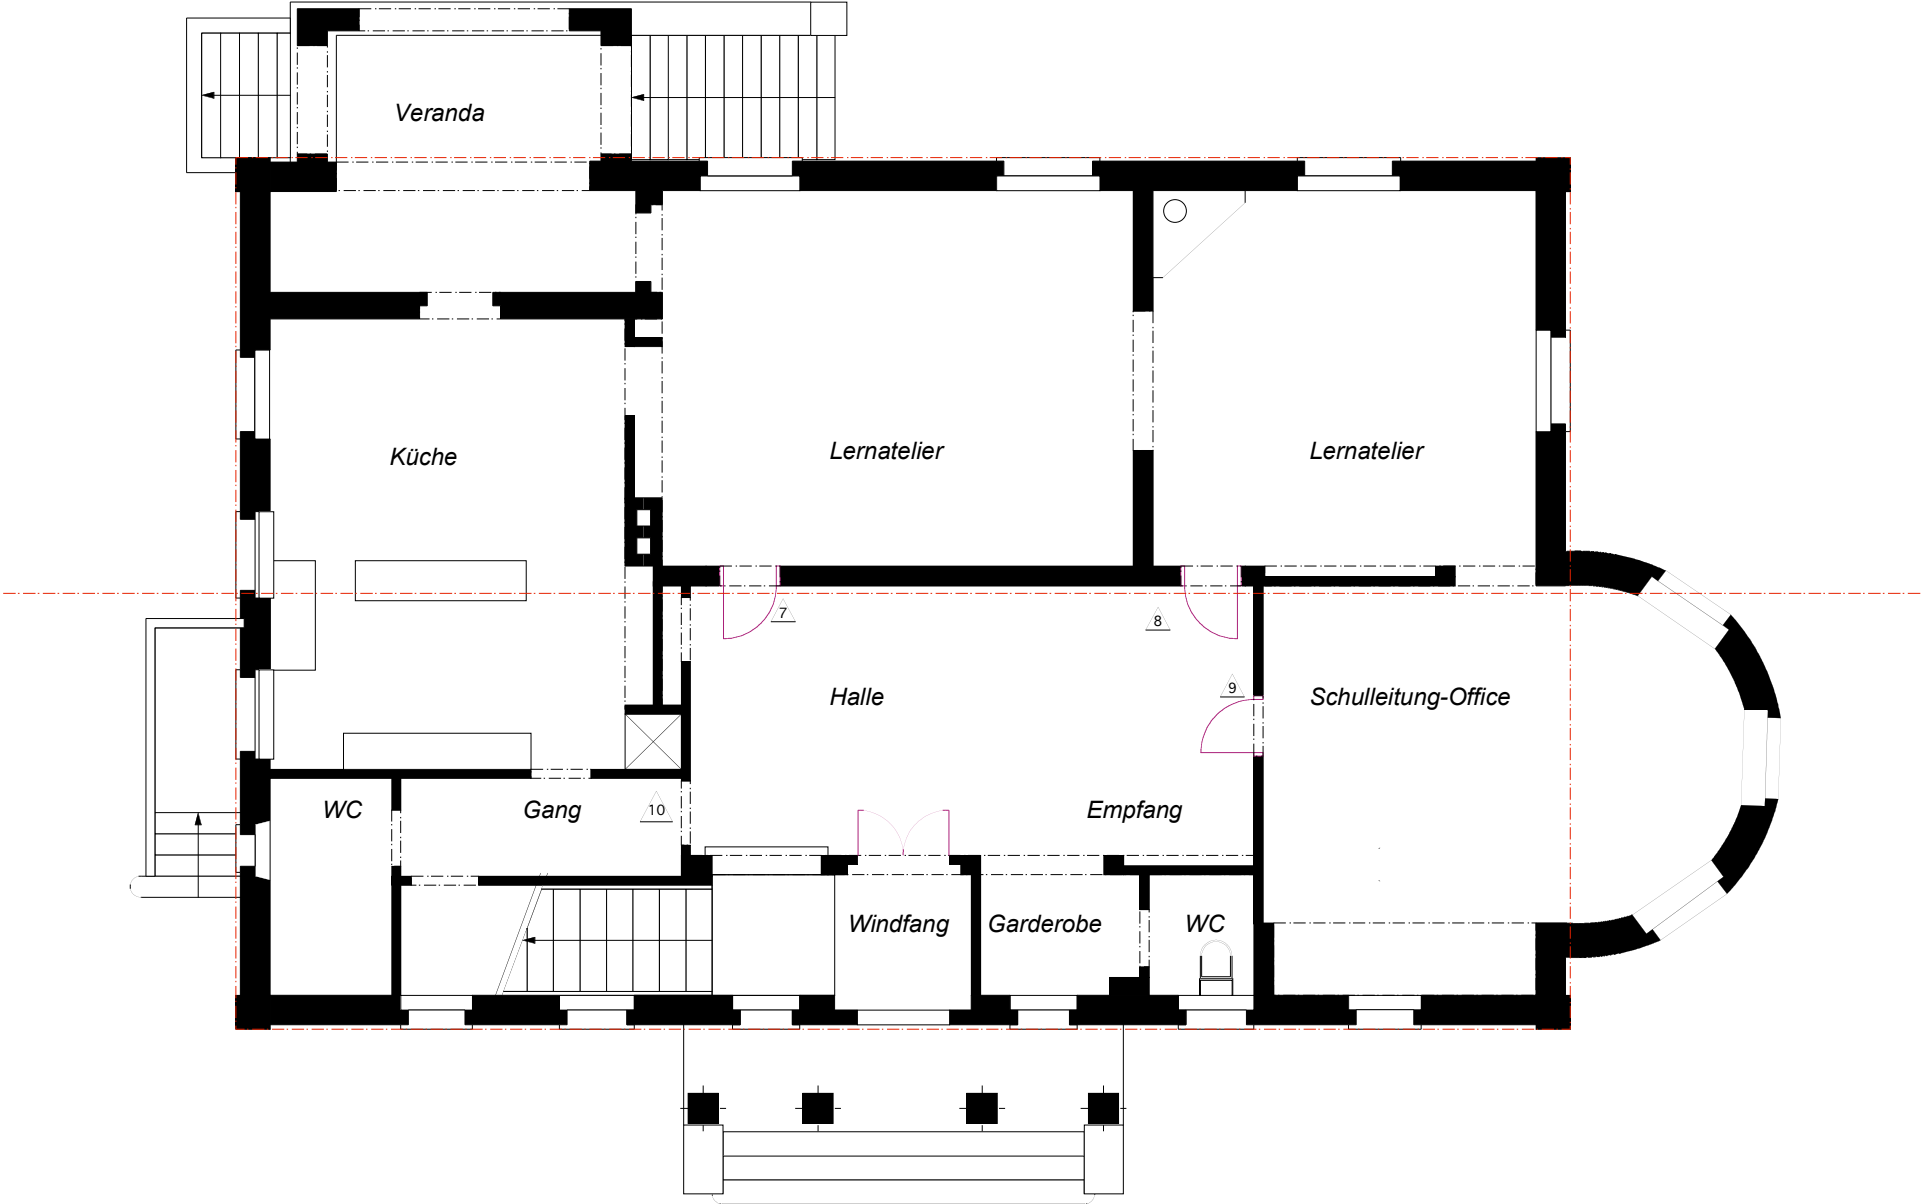 Veranda
Küche
Lernatelier
Lernatelier
7
8
9
Halle
Schulleitung-Office
WC
Gang
10
Empfang
Windfang
Garderobe
WC